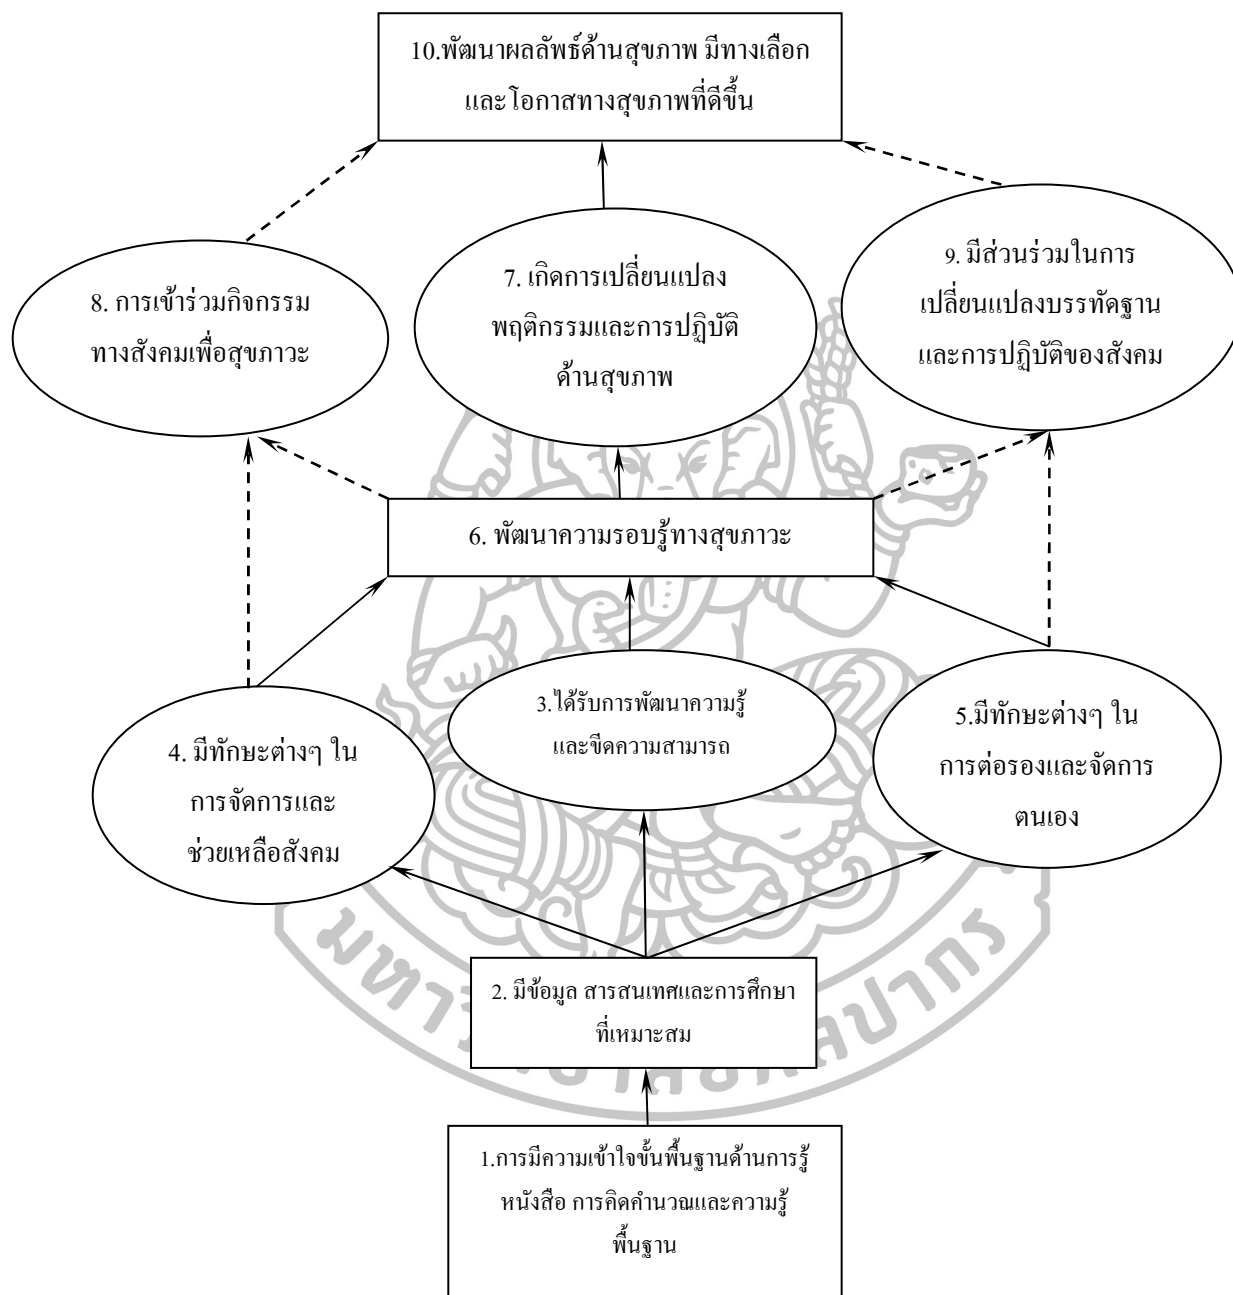 10.พัฒนาผลลัพธ์ด้านสุขภาพ มีทางเลือก
และโอกาสทางสุขภาพที่ดีขึ้น
8. การเข้าร่วมกิจกรรม
ทางสังคมเพื่อสุขภาวะ
7. เกิดการเปลี่ยนแปลง
พฤติกรรมและการปฏิบัติ
ด้านสุขภาพ
9. มีส่วนร่วมในการ
เปลี่ยนแปลงบรรทัดฐาน
และการปฏิบัติของสังคม
6. พัฒนาความรอบรู้ทางสุขภาวะ
4. มีทักษะต่างๆ ใน
การจัดการและ
ช่วยเหลือสังคม
3.ได้รับการพัฒนาความรู้
และขีดความสามารถ
5.มีทักษะต่างๆ ใน
การต่อรองและจัดการ
ตนเอง
2. มีข้อมูล สารสนเทศและการศึกษา
ที่เหมาะสม
1.การมีความเข้าใจขั้นพื้นฐานด้านการรู้
หนังสือ การคิดคำนวณและความรู้
พื้นฐาน